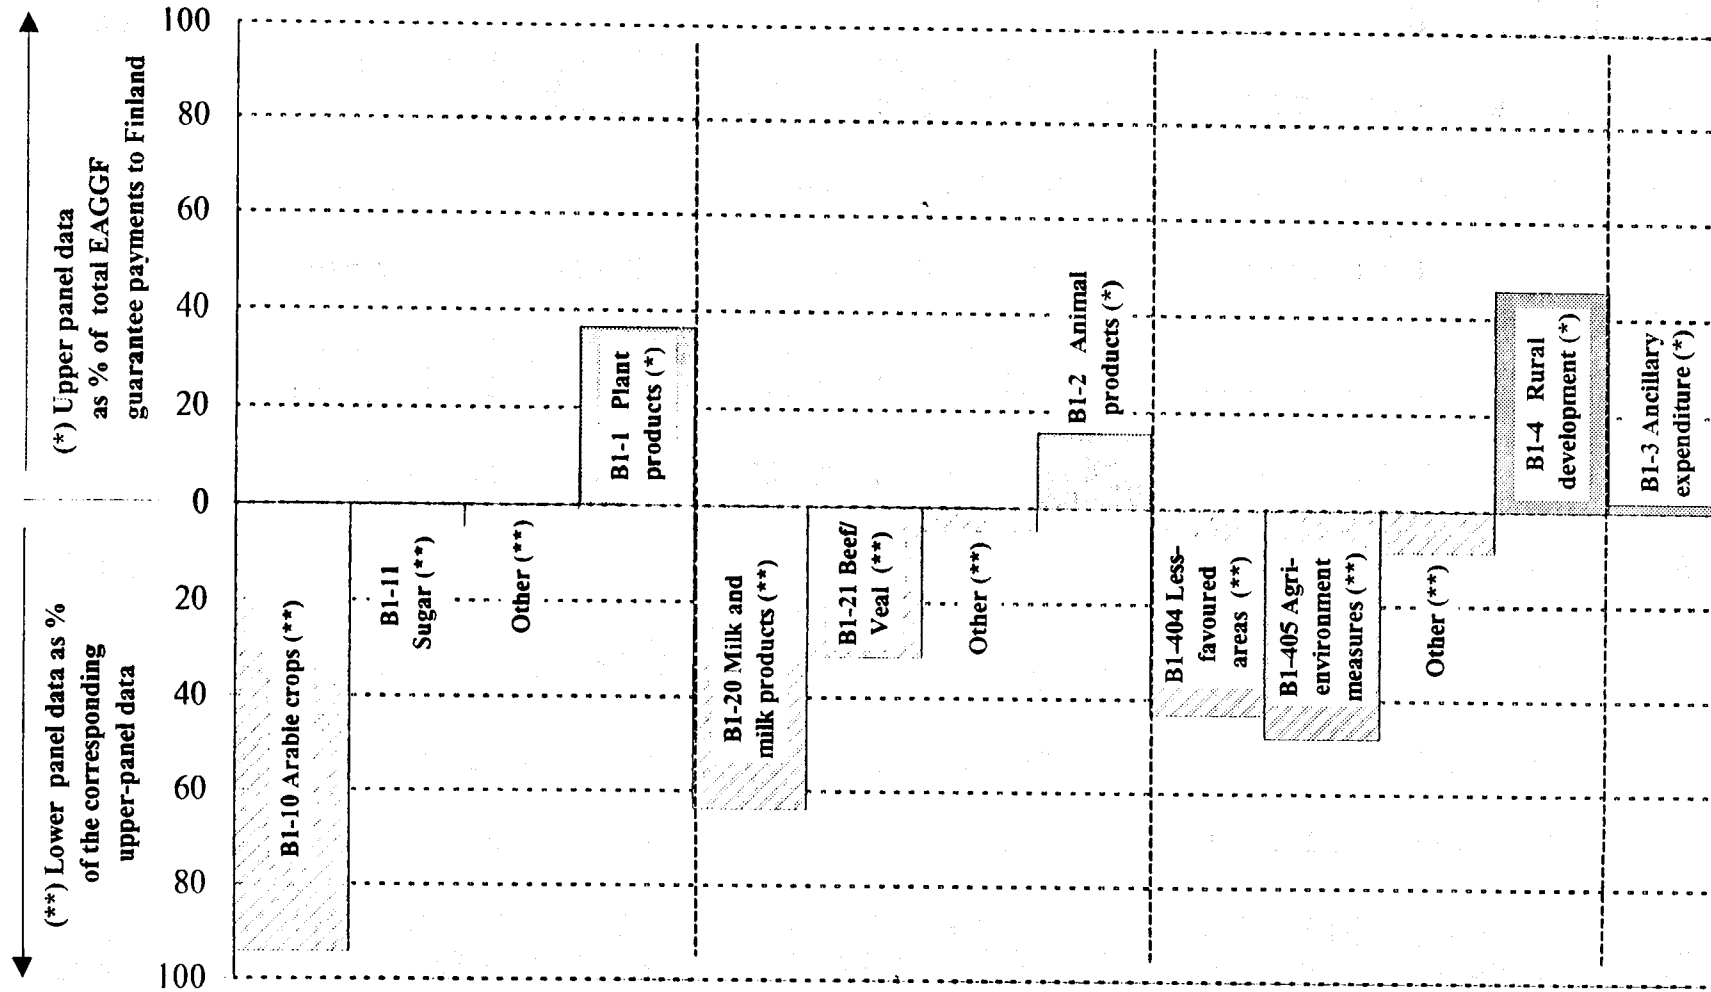 (*) Upper panel data
as % of total EAGGF
guarantee payments to Finland
(**) Lower panel data as %
of the corresponding
upper-panel data
100
80
60
40
20
0
20
40
60
80
100
B1-10 Arable crops (**)
B1-11
Sugar (**)
Other (**)
B1-1 Plant
products (*)
B1-20 Milk and
milk products (**)
B1-21 Beef/
Veal (**)
Other (**)
B1-2 Animal
products (*)
B1-404 Less-
favoured
areas (**)
B1-405 Agri-
environment
measures (**)
Other (**)
B1-4 Rural
development (*)
B1-3 Ancillary
expenditure (*)